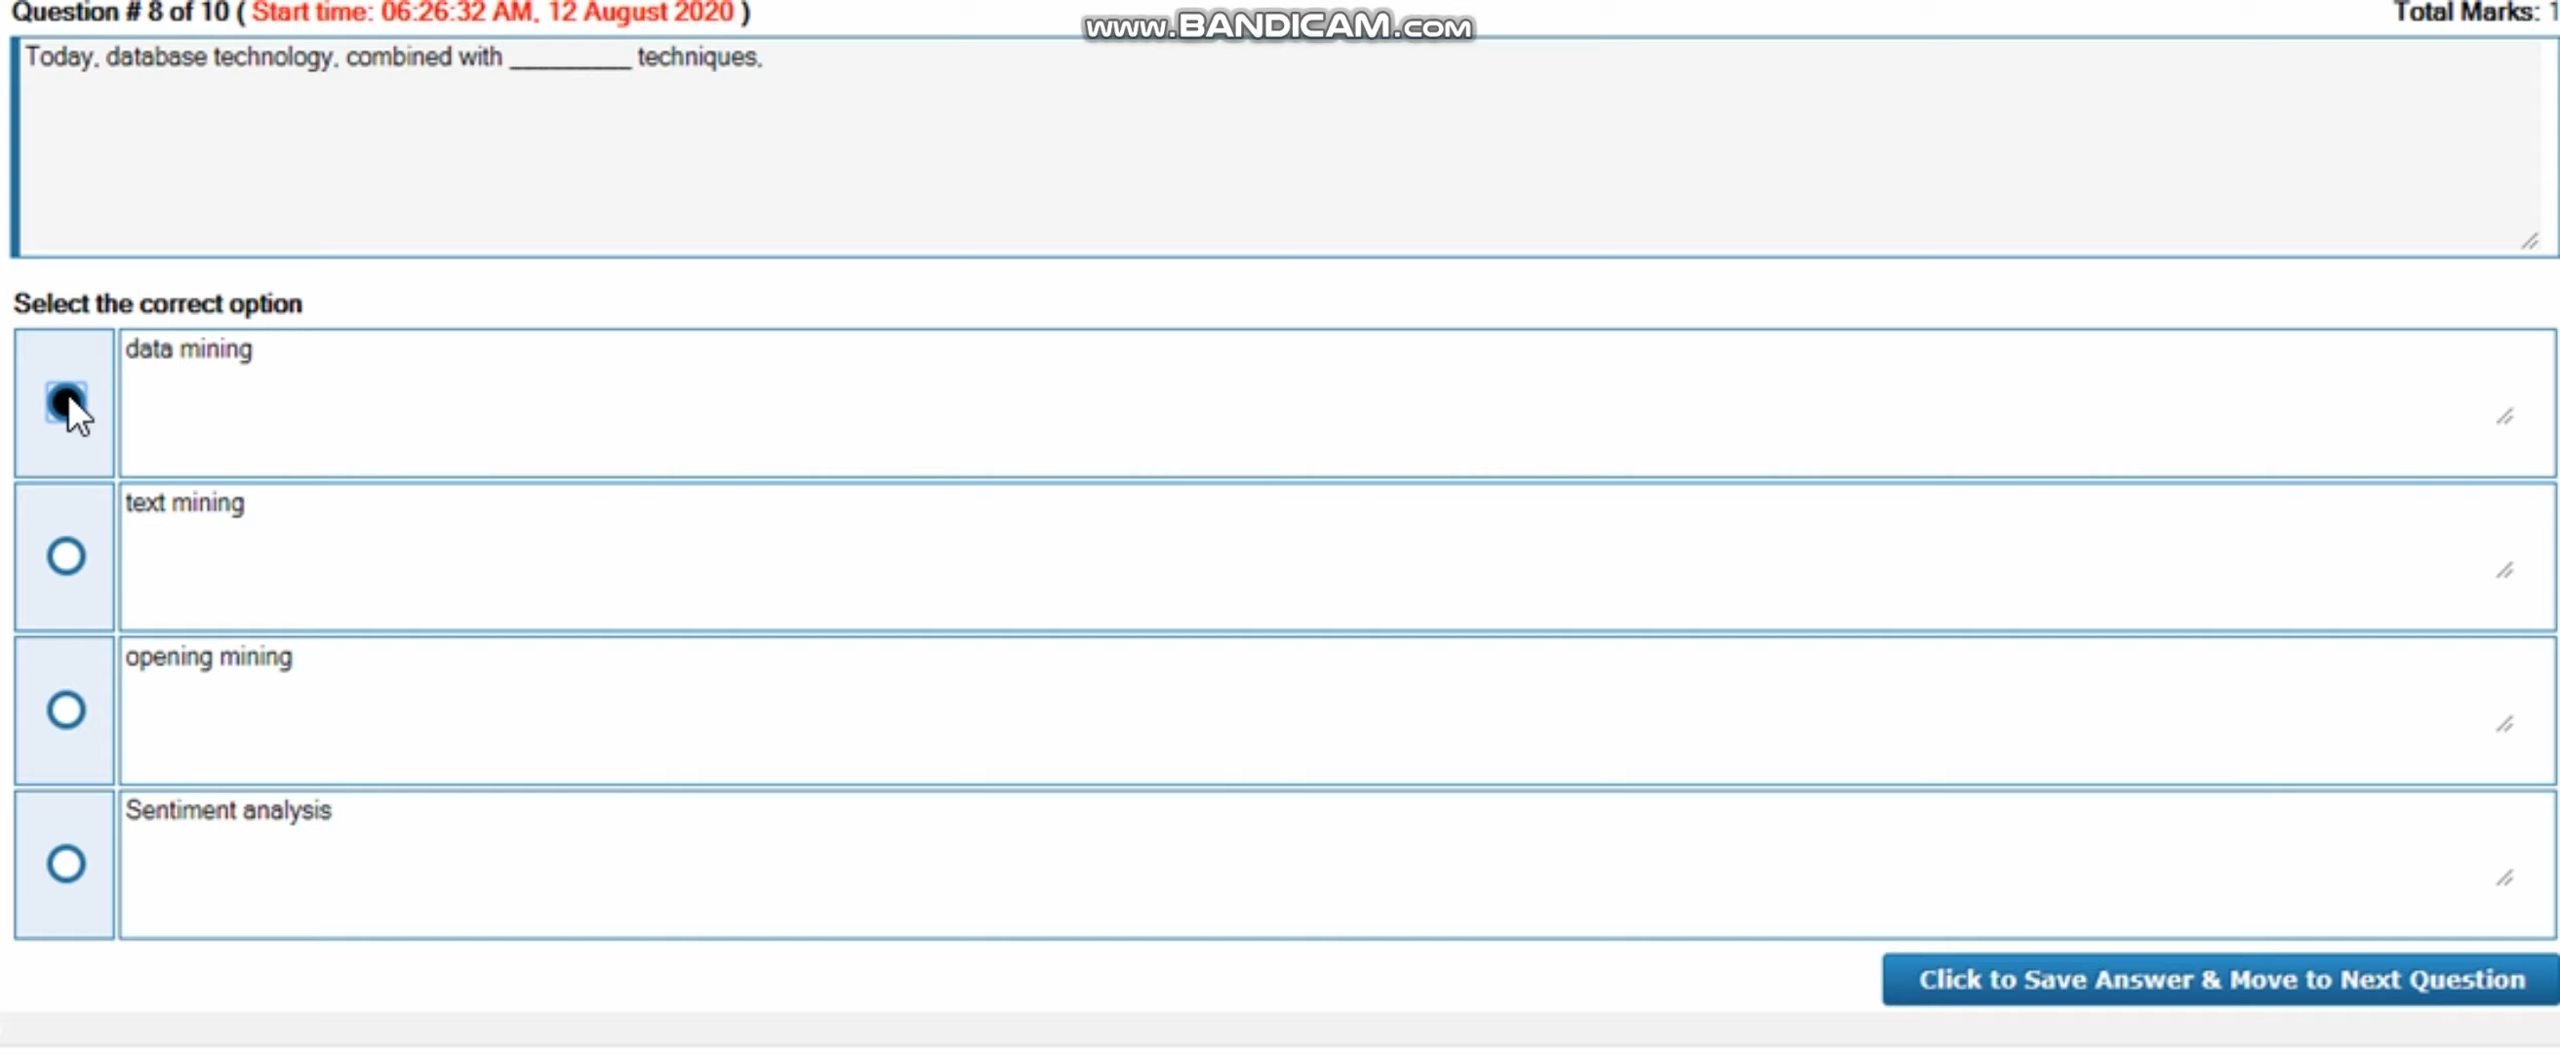 Question # 8 of 10 ( Start time: 06:26:32 AM, 12 August 2020 )
www.BANDICAM.com
Total Marks: 1
Today, database technology, combined with _________ techniques,
Select the correct option
data mining
text mining
opening mining
Sentiment analysis
Click to Save Answer & Move to Next Question